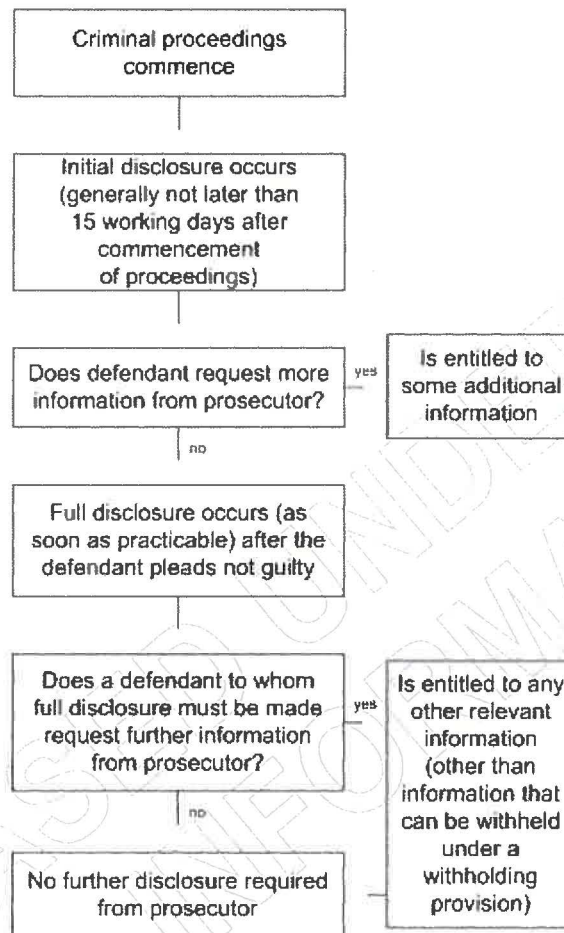 Criminal proceedings
commence
Initial disclosure occurs
(generally not later than
15 working days after
commencement
of proceedings)
Does defendant request more
information from prosecutor?
yes
Is entitled to
some additional
information
no
Full disclosure occurs (as
soon as practicable) after the
defendant pleads not guilty
Does a defendant to whom
full disclosure must be made
request further information
from prosecutor?
yes
Is entitled to any
other relevant
information
(other than
information that
can be withheld
under a
withholding
provision)
no
No further disclosure required
from prosecutor